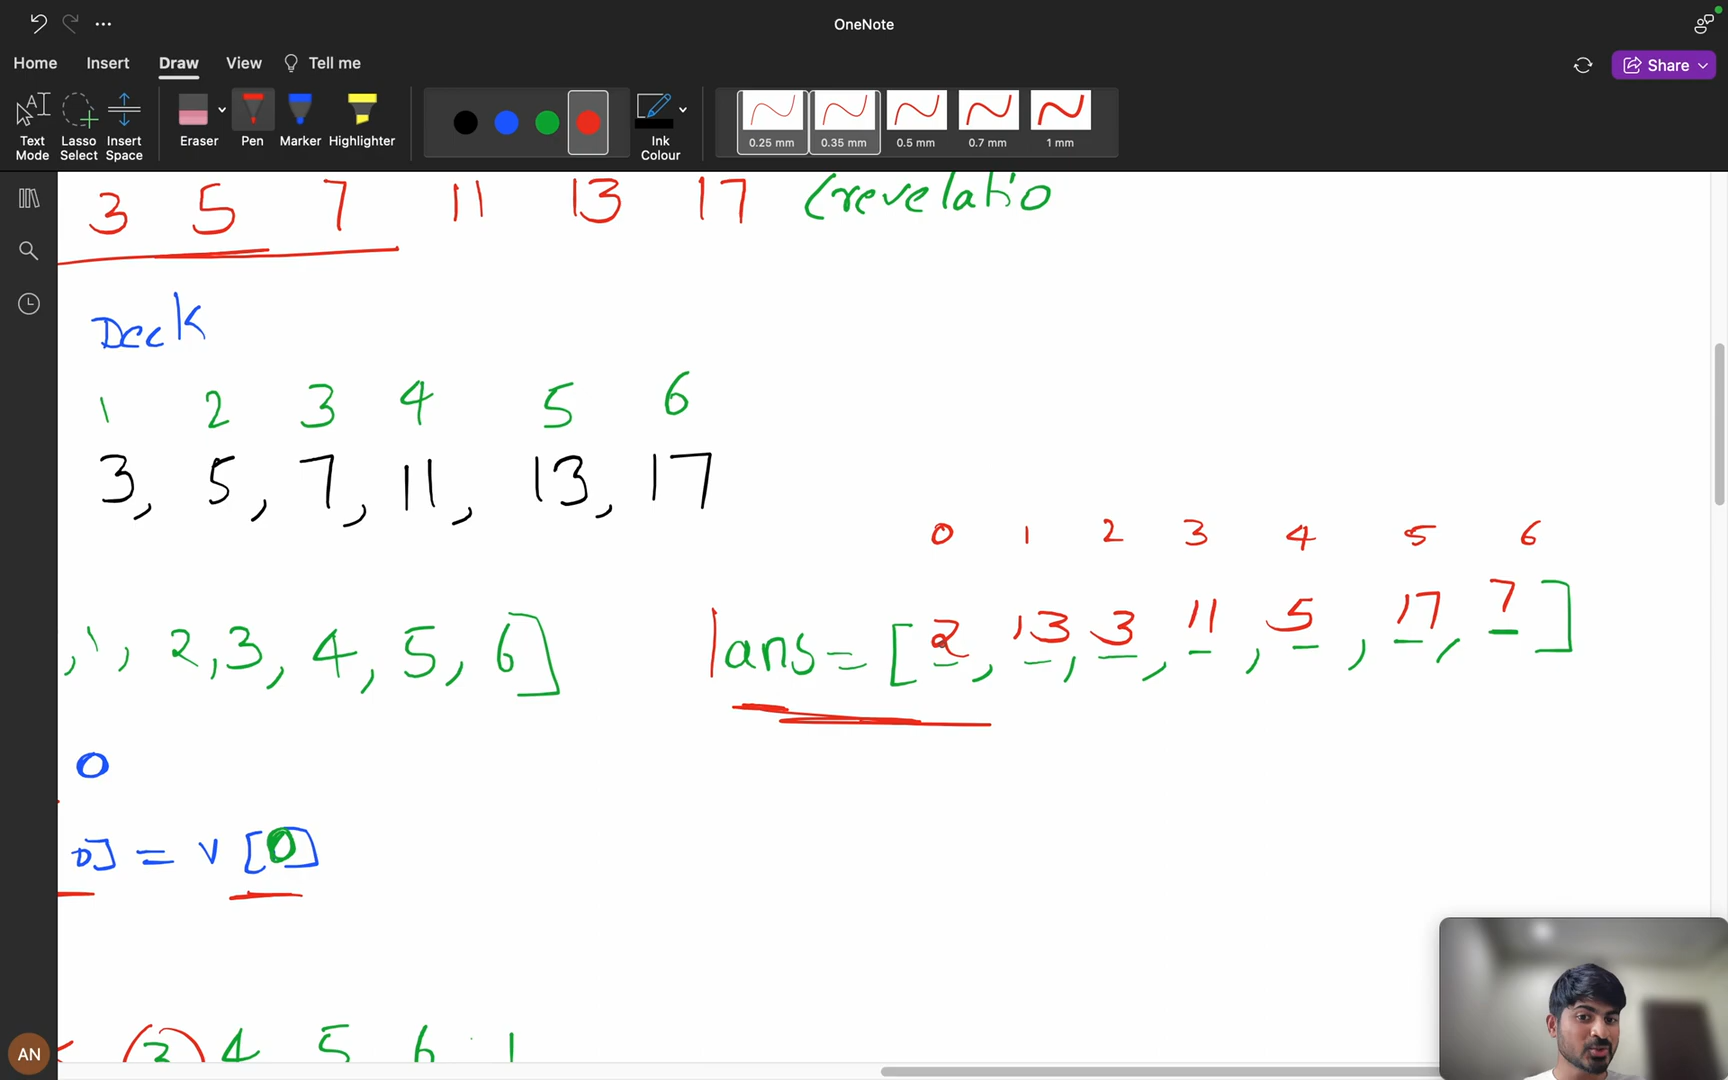 OneNote
Home Insert Draw View Tell me Share
Text Mode Lasso Select Insert Space Eraser Pen Marker Highlighter Ink Colour 0.25 mm 0.35 mm 0.5 mm 0.7 mm 1 mm
3 5 7 11 13 17 (revelatio
Deck
1 2 3 4 5 6
3, 5, 7, 11, 13, 17
0 1 2 3 4 5 6
, 1, 2, 3, 4, 5, 6]
ans = [2, 13, 3, 11, 5, 17, 7]
0
0] = v[0]
3 4 5 6 1
AN